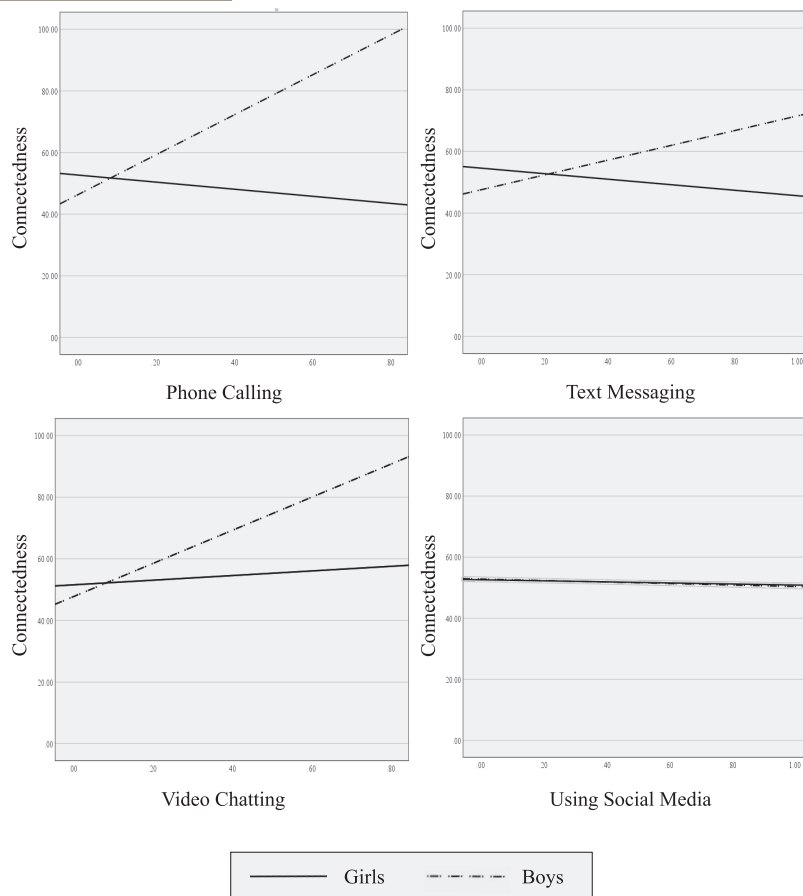 Connectedness
100.00
80.00
60.00
40.00
20.00
.00
.00 .20 .40 .60 .80
Phone Calling
Connectedness
100.00
80.00
60.00
40.00
20.00
.00
.00 .20 .40 .60 .80 1.00
Text Messaging
Connectedness
100.00
80.00
60.00
40.00
20.00
.00
.00 .20 .40 .60 .80
Video Chatting
Connectedness
100.00
80.00
60.00
40.00
20.00
.00
.00 .20 .40 .60 .80 1.00
Using Social Media
Girls Boys